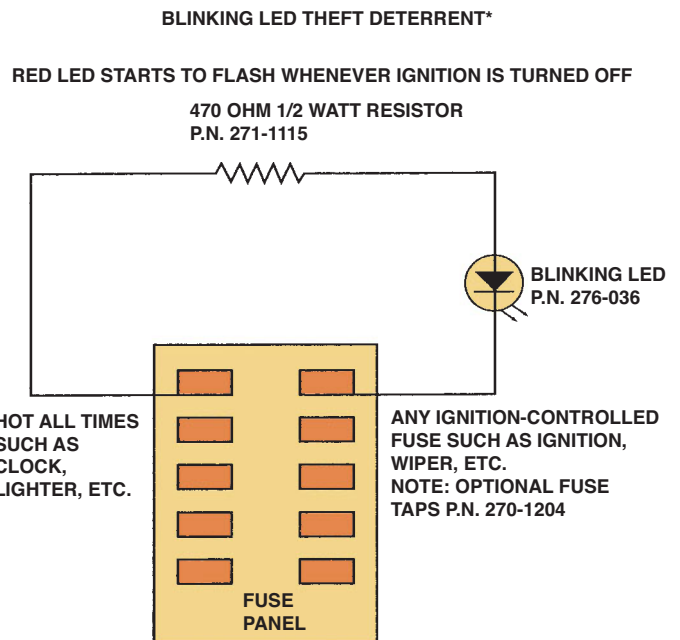 BLINKING LED THEFT DETERRENT*
RED LED STARTS TO FLASH WHENEVER IGNITION IS TURNED OFF
470 OHM 1/2 WATT RESISTOR
P.N. 271-1115
BLINKING LED
P.N. 276-036
HOT ALL TIMES
SUCH AS
CLOCK,
LIGHTER, ETC.
ANY IGNITION-CONTROLLED
FUSE SUCH AS IGNITION,
WIPER, ETC.
NOTE: OPTIONAL FUSE
TAPS P.N. 270-1204
FUSE
PANEL